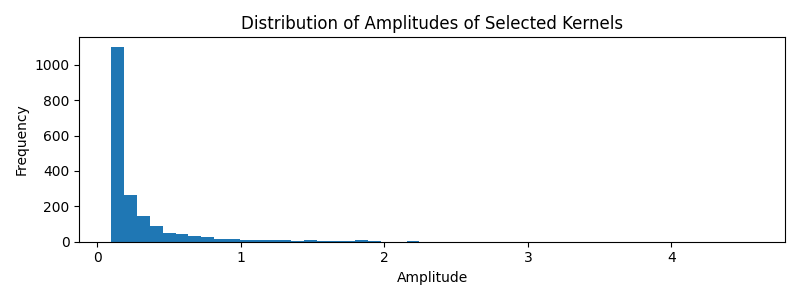 Distribution of Amplitudes of Selected Kernels
Frequency
1000
800
600
400
200
0
0 1 2 3 4
Amplitude